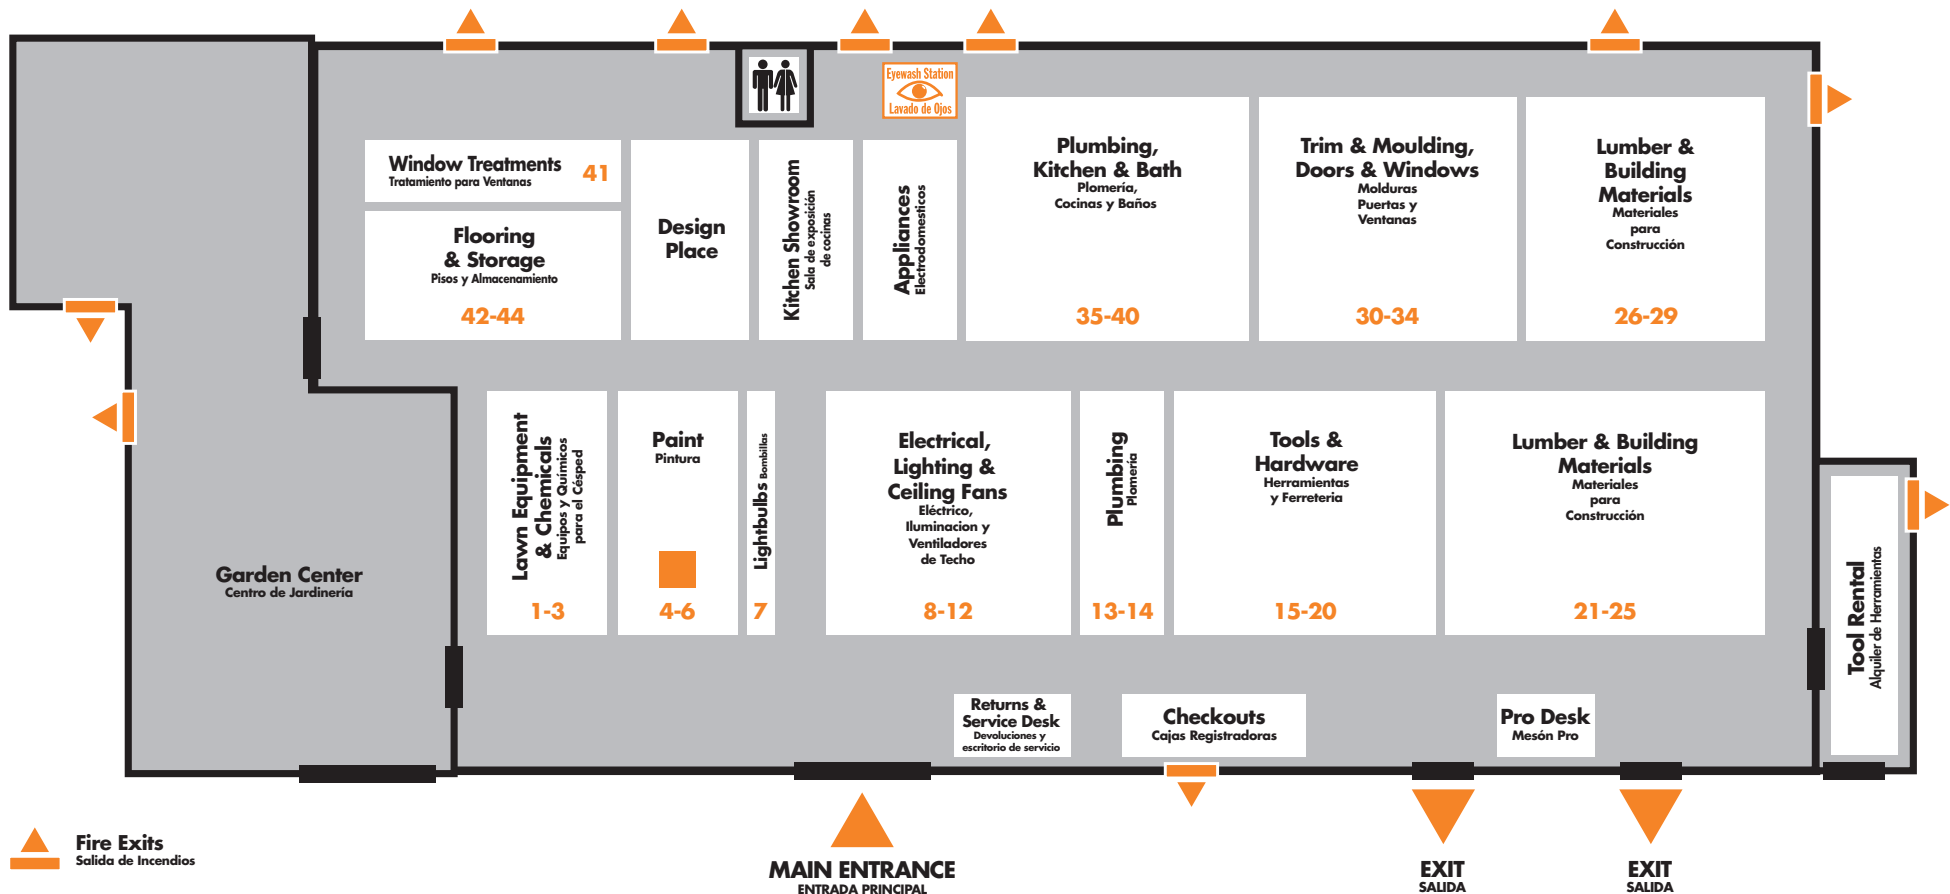 Eyewash Station
Lavado de Ojos
Window Treatments
Tratamiento para Ventanas
41
Flooring
& Storage
Pisos y Almacenamiento
42-44
Design
Place
Kitchen Showroom
Sala de exposición
de cocinas
Appliances
Electrodomesticos
Plumbing,
Kitchen & Bath
Plomería,
Cocinas y Baños
35-40
Trim & Moulding,
Doors & Windows
Molduras
Puertas y
Ventanas
30-34
Lumber &
Building
Materials
Materiales
para
Construcción
26-29
Garden Center
Centro de Jardinería
Lawn Equipment
& Chemicals
Equipos y Químicos
para el Césped
1-3
Paint
Pintura
4-6
Lightbulbs Bombillas
7
Electrical,
Lighting &
Ceiling Fans
Eléctrico,
Iluminacion y
Ventiladores
de Techo
8-12
Plumbing
Plomería
13-14
Tools &
Hardware
Herramientas
y Ferreteria
15-20
Lumber & Building
Materials
Materiales
para
Construcción
21-25
Tool Rental
Alquiler de Herramientas
Returns &
Service Desk
Devoluciones y
escritorio de servicio
Checkouts
Cajas Registradoras
Pro Desk
Mesón Pro
Fire Exits
Salida de Incendios
MAIN ENTRANCE
ENTRADA PRINCIPAL
EXIT
SALIDA
EXIT
SALIDA